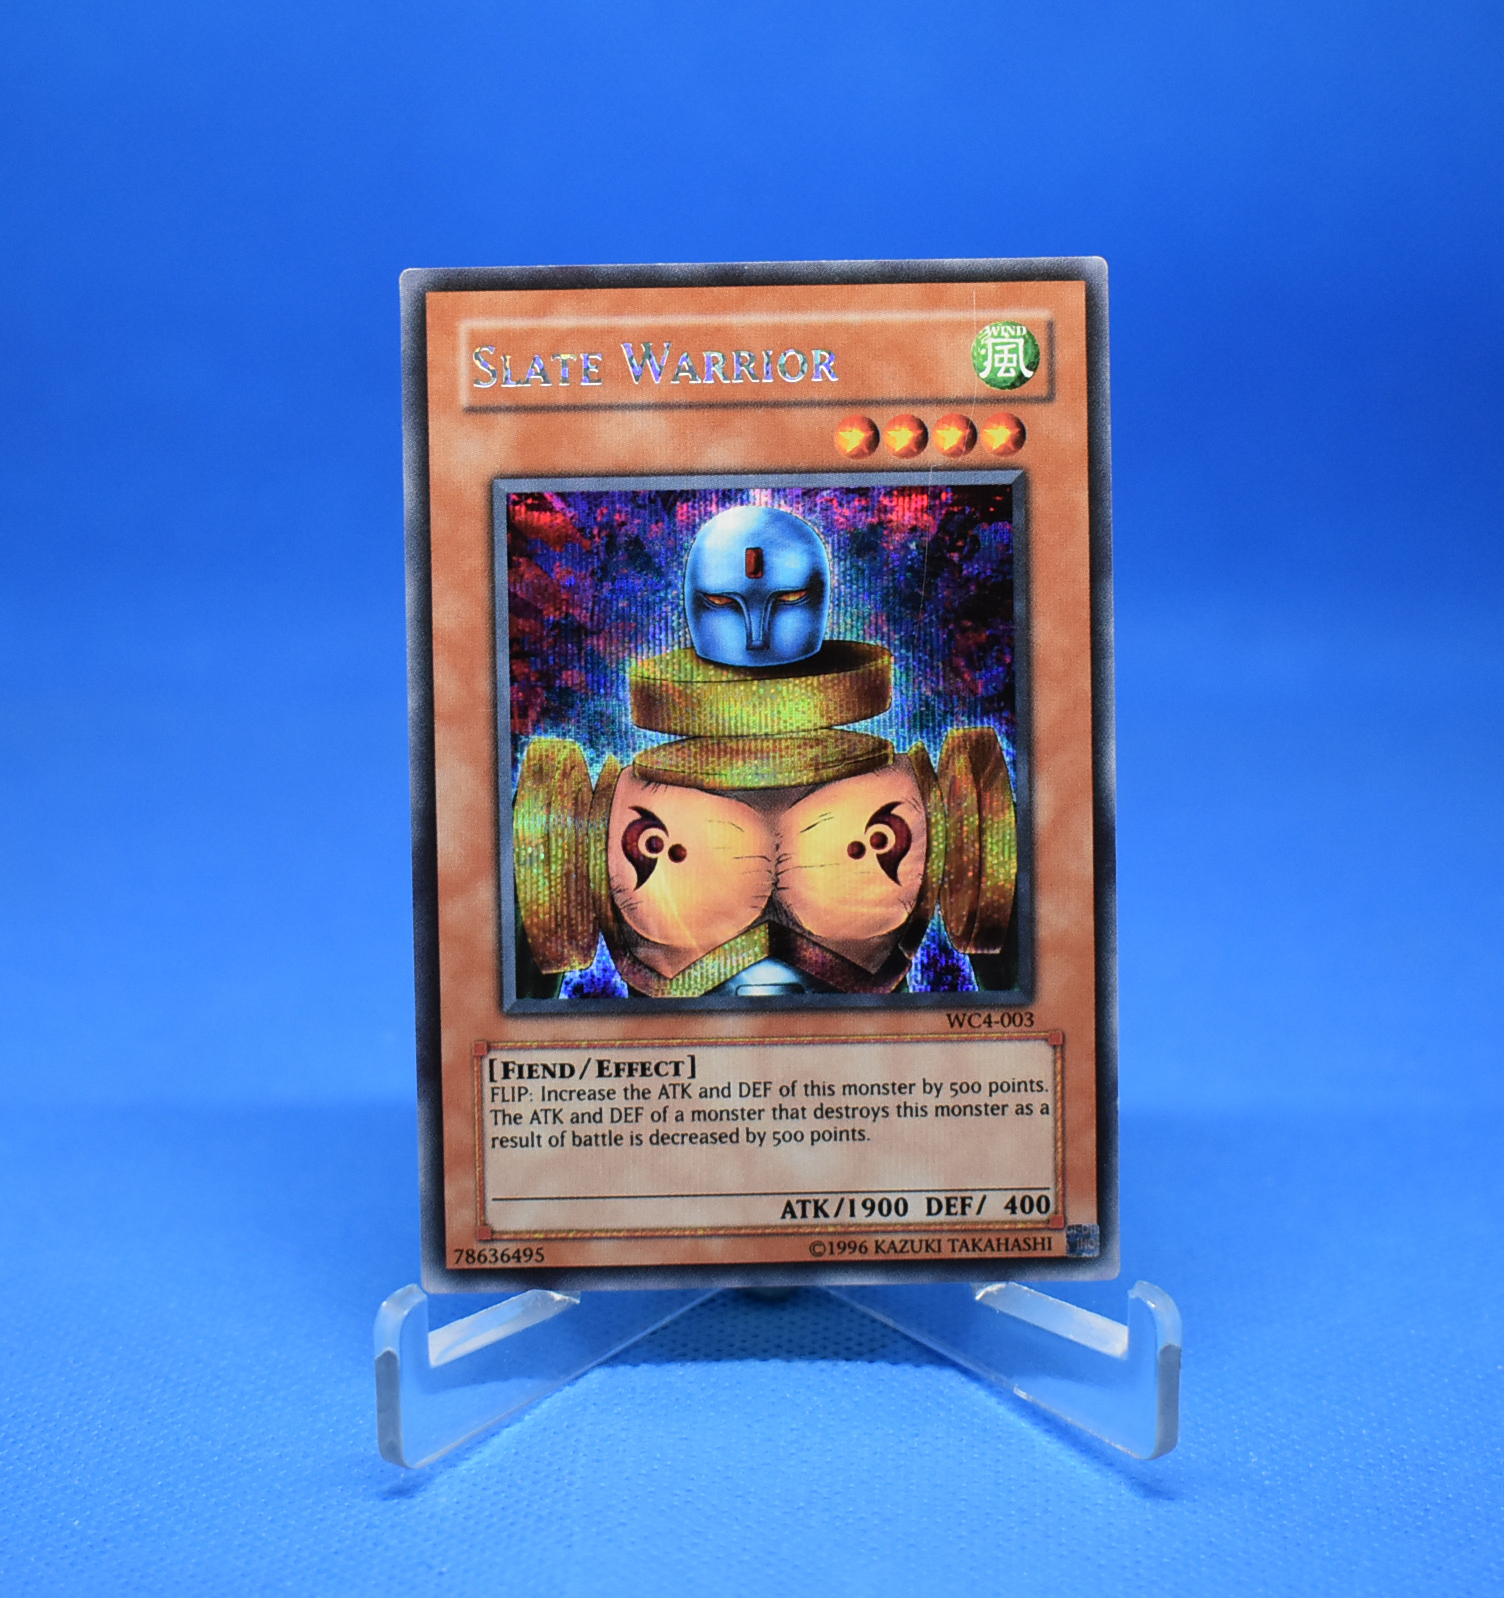 SLATE WARRIOR
WIND
風
WC4-003
[FIEND/EFFECT]
FLIP: Increase the ATK and DEF of this monster by 500 points.
The ATK and DEF of a monster that destroys this monster as a
result of battle is decreased by 500 points.
ATK/1900 DEF/ 400
78636495
©1996 KAZUKI TAKAHASHI